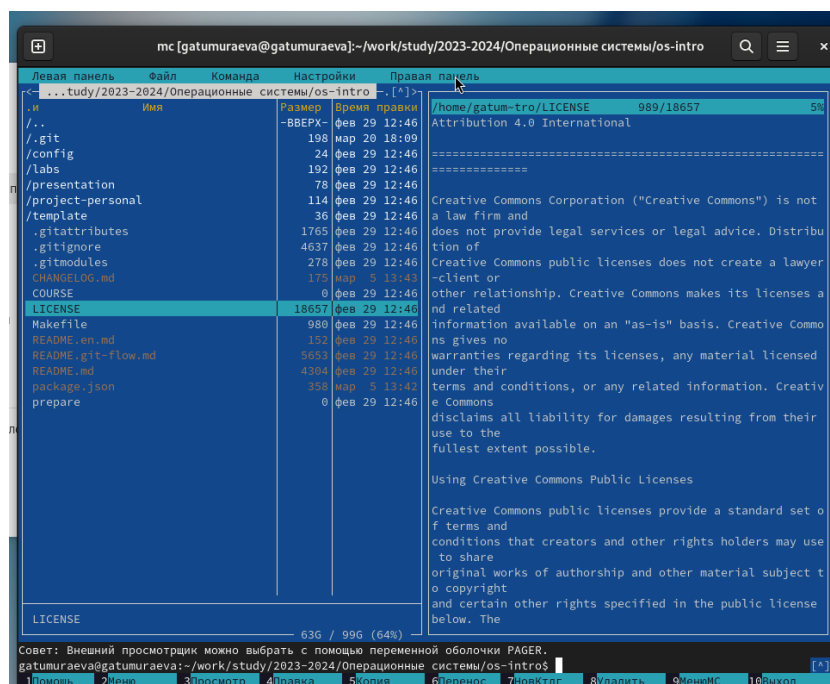 mc [gatumuraeva@gatumuraeva]:~/work/study/2023-2024/Операционные системы/os-intro
Левая панель Файл Команда Настройки Правая панель
<- ...tudy/2023-2024/Операционные системы/os-intro -.[^]>
.и Имя Размер Время правки
/.. -ВВЕРХ- фев 29 12:46
/.git 198 мар 20 18:09
/config 24 фев 29 12:46
/labs 192 фев 29 12:46
/presentation 78 фев 29 12:46
/project-personal 114 фев 29 12:46
/template 36 фев 29 12:46
.gitattributes 1765 фев 29 12:46
.gitignore 4637 фев 29 12:46
.gitmodules 278 фев 29 12:46
CHANGELOG.md 175 мар 5 13:43
COURSE 0 фев 29 12:46
LICENSE 18657 фев 29 12:46
Makefile 980 фев 29 12:46
README.en.md 152 фев 29 12:46
README.git-flow.md 5653 фев 29 12:46
README.md 4304 фев 29 12:46
package.json 358 мар 5 13:42
prepare 0 фев 29 12:46
LICENSE
63G / 99G (64%)
/home/gatum~tro/LICENSE 989/18657 5%
Attribution 4.0 International
=======================================================
==============
Creative Commons Corporation ("Creative Commons") is not
a law firm and
does not provide legal services or legal advice. Distribu
tion of
Creative Commons public licenses does not create a lawyer
-client or
other relationship. Creative Commons makes its licenses a
nd related
information available on an "as-is" basis. Creative Commo
ns gives no
warranties regarding its licenses, any material licensed
under their
terms and conditions, or any related information. Creativ
e Commons
disclaims all liability for damages resulting from their
use to the
fullest extent possible.
Using Creative Commons Public Licenses
Creative Commons public licenses provide a standard set o
f terms and
conditions that creators and other rights holders may use
to share
original works of authorship and other material subject t
o copyright
and certain other rights specified in the public license
below. The
Совет: Внешний просмотрщик можно выбрать с помощью переменной оболочки PAGER.
gatumuraeva@gatumuraeva:~/work/study/2023-2024/Операционные системы/os-intro$ [^]
1Помощь 2Меню 3Просмотр 4Правка 5Копия 6Перенос 7НовКтлг 8Удалить 9МенюМС 10Выход